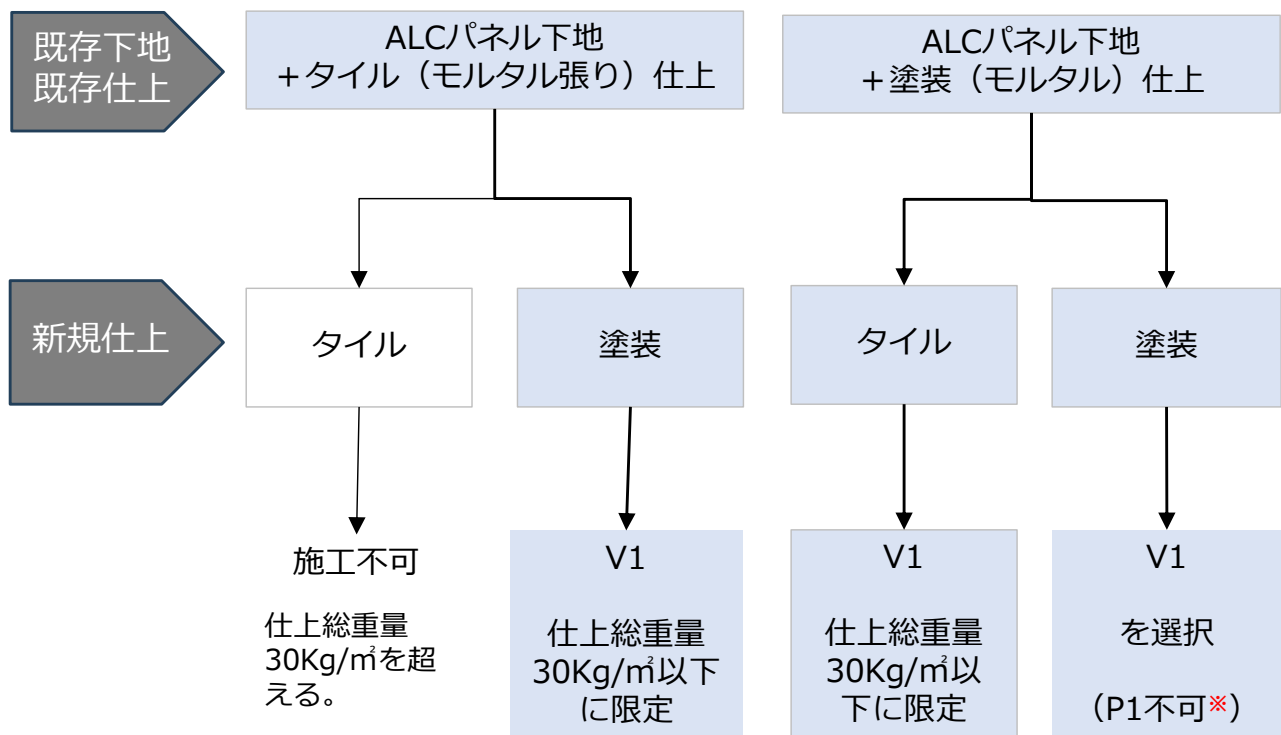 既存下地
既存仕上
ALCパネル下地
＋タイル（モルタル張り）仕上
ALCパネル下地
＋塗装（モルタル）仕上
新規仕上
タイル
塗装
タイル
塗装
施工不可
仕上総重量
30Kg/㎡を超
える。
V1
仕上総重量
30Kg/㎡以下
に限定
V1
仕上総重量
30Kg/㎡以
下に限定
V1
を選択
（P1不可※）